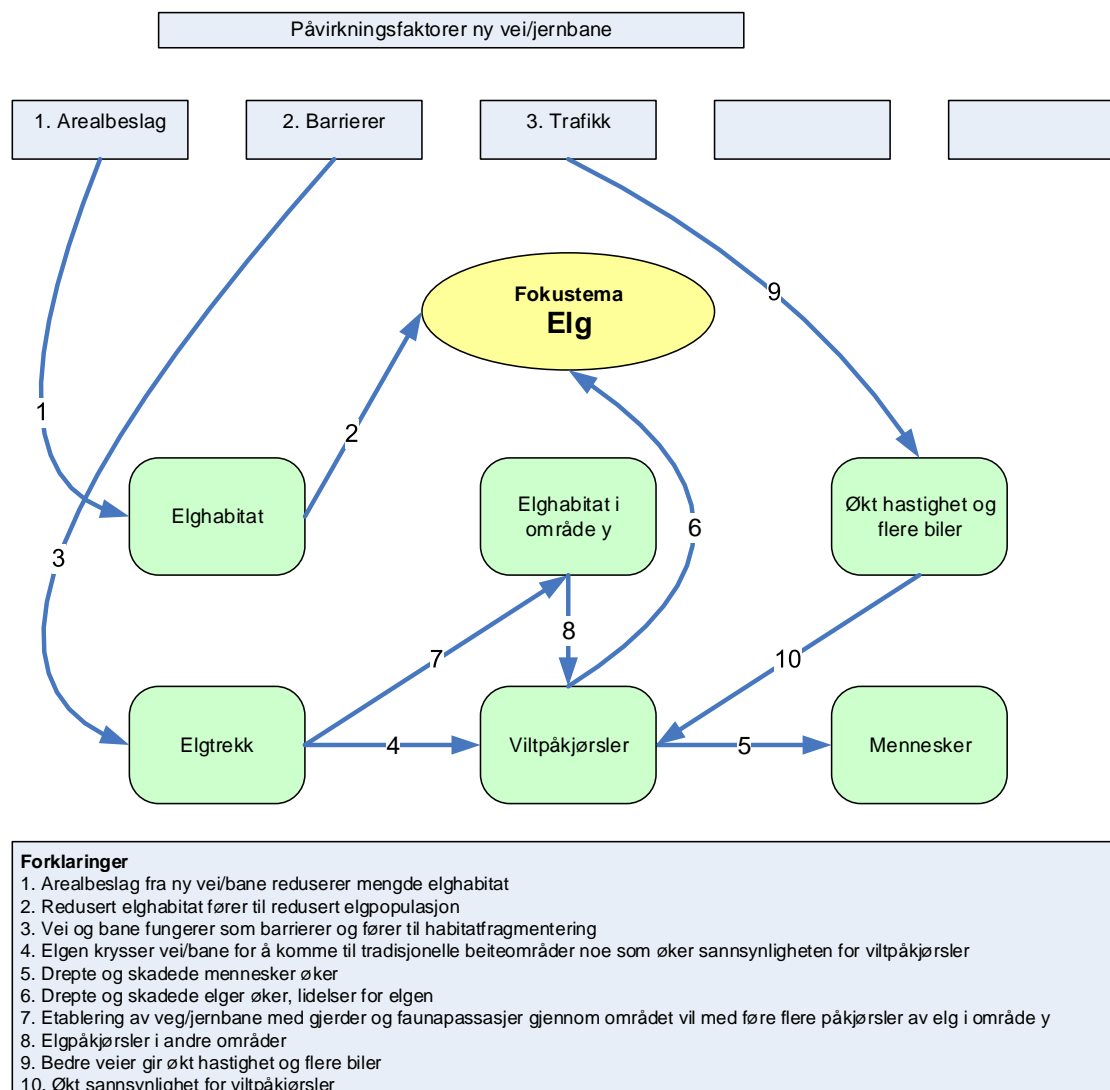 Påvirkningsfaktorer ny vei/jernbane
1. Arealbeslag
2. Barrierer
3. Trafikk
Fokustema
Elg
9
1
2
Elghabitat
Elghabitat i
område y
Økt hastighet og
flere biler
6
3
8
7
10
Elgtrekk
4
Viltpåkjørsler
5
Mennesker
Forklaringer
1. Arealbeslag fra ny vei/bane reduserer mengde elghabitat
2. Redusert elghabitat fører til redusert elgpopulasjon
3. Vei og bane fungerer som barrierer og fører til habitatfragmentering
4. Elgen krysser vei/bane for å komme til tradisjonelle beiteområder noe som øker sannsynligheten for viltpåkjørsler
5. Drepte og skadede mennesker øker
6. Drepte og skadede elger øker, lidelser for elgen
7. Etablering av veg/jernbane med gjerder og faunapassasjer gjennom området vil med føre flere påkjørsler av elg i område y
8. Elgpåkjørsler i andre områder
9. Bedre veier gir økt hastighet og flere biler
10. Økt sannsynlighet for viltpåkjørsler